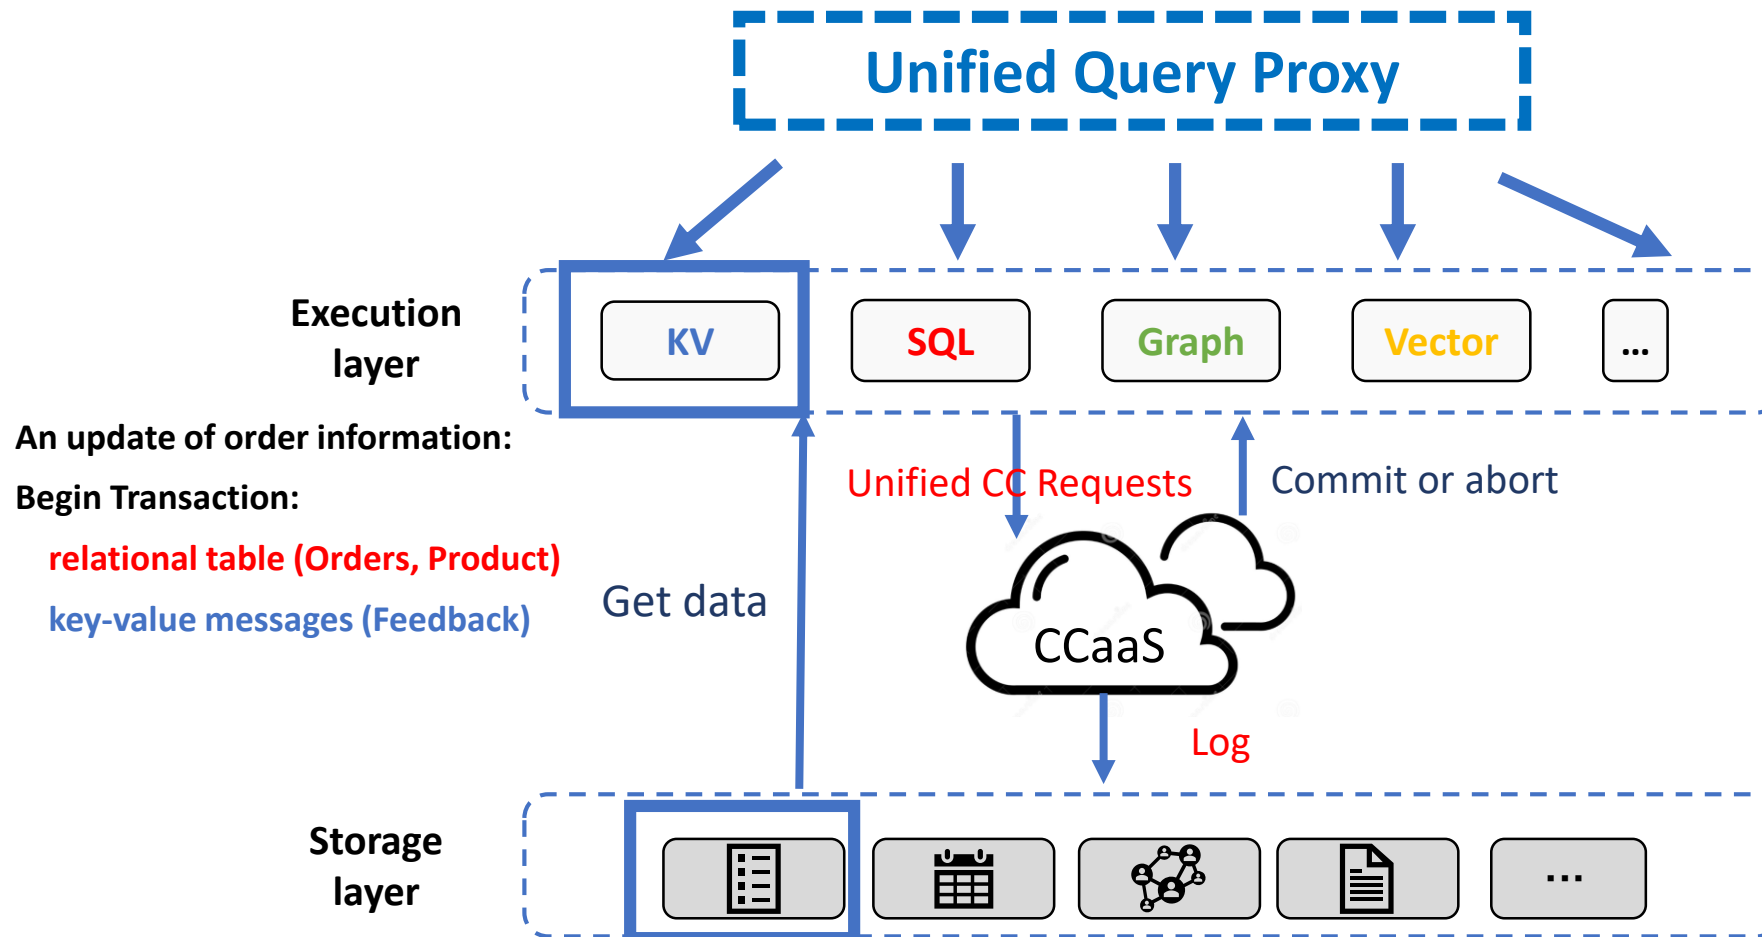 Unified Query Proxy
Execution
layer
KV
SQL
Graph
Vector
...
An update of order information:
Begin Transaction:
relational table (Orders, Product)
key-value messages (Feedback)
Unified CC Requests
Commit or abort
Get data
CCaaS
Log
Storage
layer
...